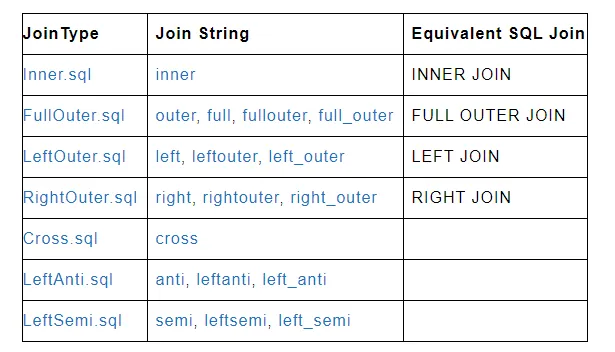 JoinType Join String Equivalent SQL Join
Inner.sql inner INNER JOIN
FullOuter.sql outer, full, fullouter, full_outer FULL OUTER JOIN
LeftOuter.sql left, leftouter, left_outer LEFT JOIN
RightOuter.sql right, rightouter, right_outer RIGHT JOIN
Cross.sql cross
LeftAnti.sql anti, leftanti, left_anti
LeftSemi.sql semi, leftsemi, left_semi